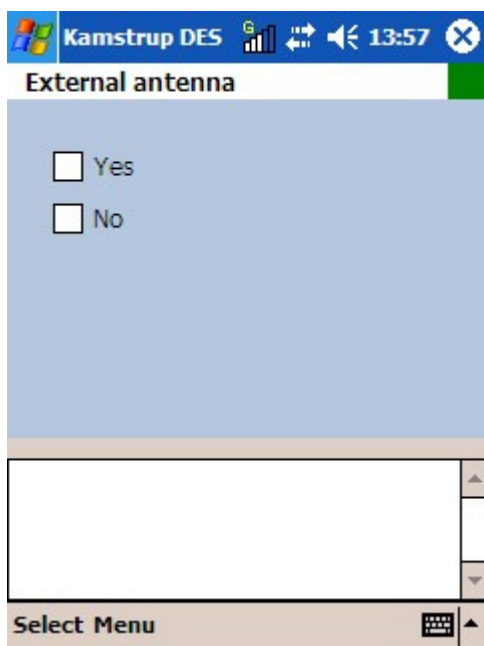 Kamstrup DES G 13:57
External antenna
Yes
No
Select Menu